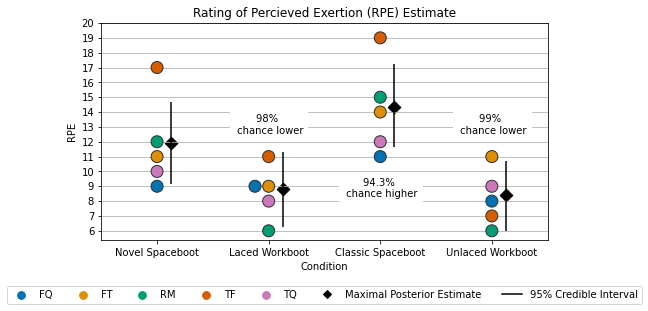 Rating of Percieved Exertion (RPE) Estimate
20
19
18
17
16
15
14
13
12
11
10
9
8
7
6
RPE
98%
chance lower
94.3%
chance higher
99%
chance lower
Novel Spaceboot
Laced Workboot
Classic Spaceboot
Unlaced Workboot
Condition
FQ
FT
RM
TF
TQ
Maximal Posterior Estimate
95% Credible Interval